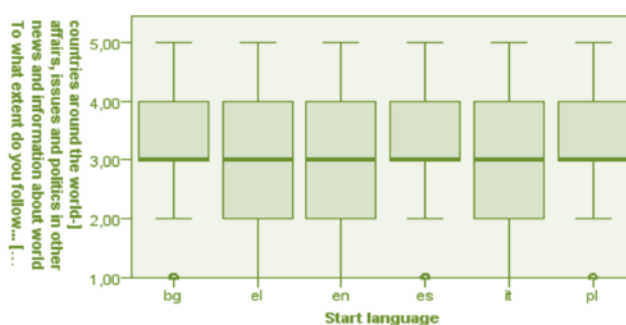 To what extent do you follow... [...
news and information about world
affairs, issues and politics in other
countries around the world-]
5,00
4,00
3,00
2,00
1,00
bg el en es it pl
Start language